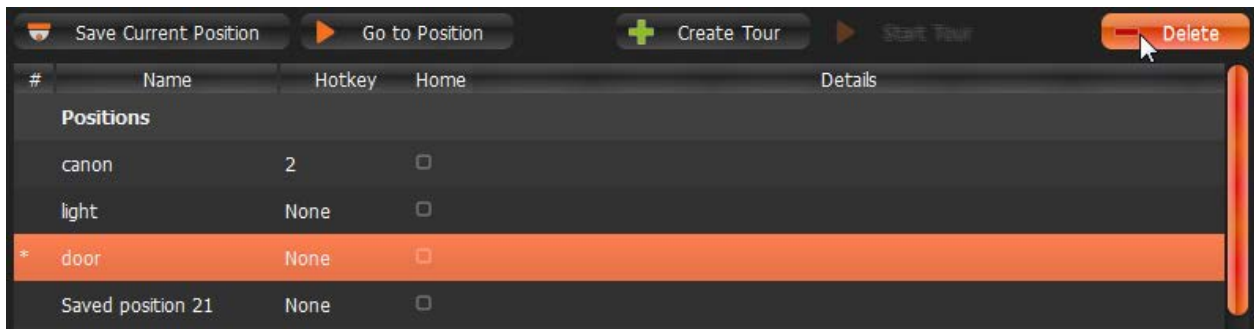 Save Current Position Go to Position Create Tour Start Tour Delete
# Name Hotkey Home Details
Positions
canon 2
light None
* door None
Saved position 21 None